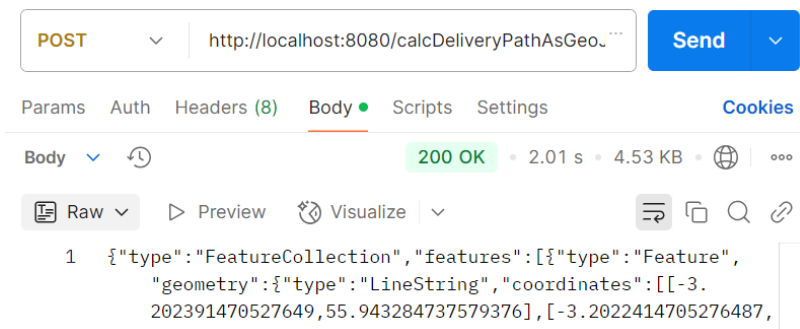 POST http://localhost:8080/calcDeliveryPathAsGeoJ... Send
Params Auth Headers (8) Body Scripts Settings Cookies
Body 200 OK • 2.01 s • 4.53 KB
Raw Preview Visualize
1 {"type":"FeatureCollection","features":[{"type":"Feature",
"geometry":{"type":"LineString","coordinates":[[-3.
202391470527649,55.943284737579376],[-3.2022414705276487,